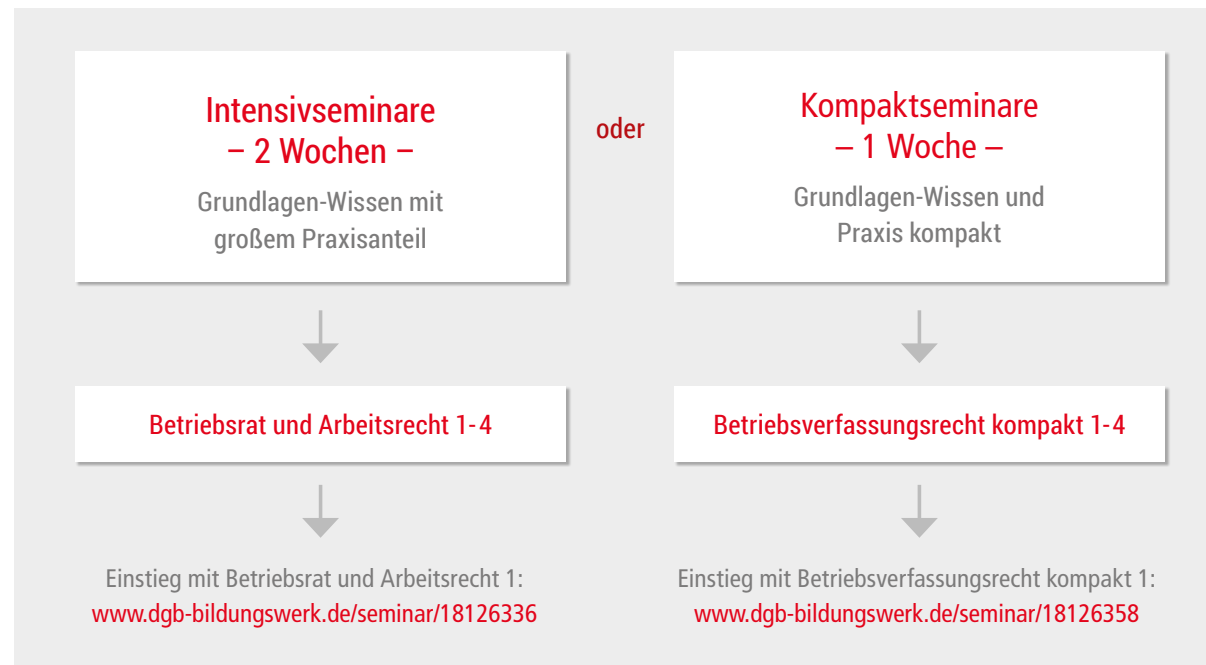 Intensivseminare
– 2 Wochen –
Grundlagen-Wissen mit
großem Praxisanteil
oder
Kompaktseminare
– 1 Woche –
Grundlagen-Wissen und
Praxis kompakt
Betriebsrat und Arbeitsrecht 1-4
Betriebsverfassungsrecht kompakt 1-4
Einstieg mit Betriebsrat und Arbeitsrecht 1:
www.dgb-bildungswerk.de/seminar/18126336
Einstieg mit Betriebsverfassungsrecht kompakt 1:
www.dgb-bildungswerk.de/seminar/18126358